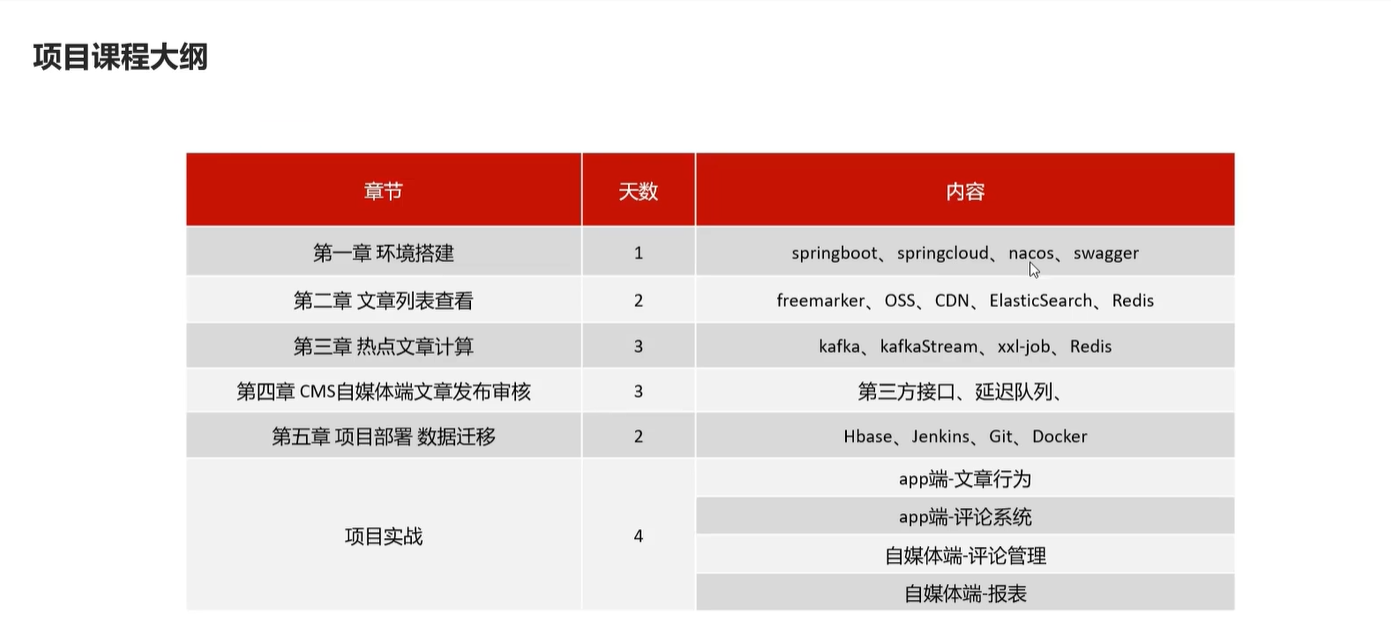 项目课程大纲
章节 天数 内容
第一章 环境搭建 1 springboot、springcloud、nacos、swagger
第二章 文章列表查看 2 freemarker、OSS、CDN、ElasticSearch、Redis
第三章 热点文章计算 3 kafka、kafkaStream、xxl-job、Redis
第四章 CMS自媒体端文章发布审核 3 第三方接口、延迟队列、
第五章 项目部署 数据迁移 2 Hbase、Jenkins、Git、Docker
项目实战 4 app端-文章行为
app端-评论系统
自媒体端-评论管理
自媒体端-报表